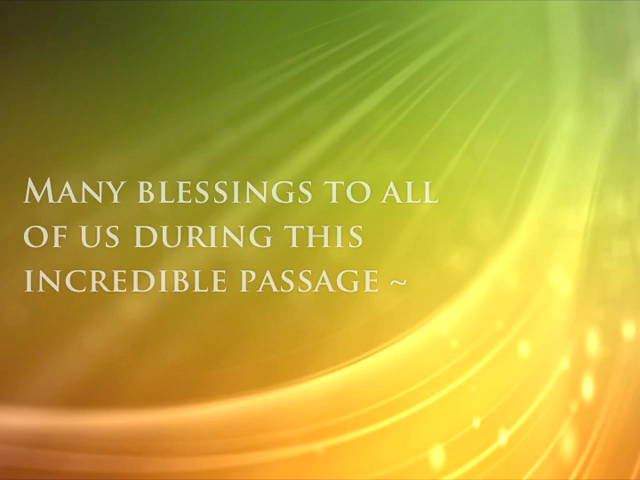 Many blessings to all
of us during this
incredible passage ~